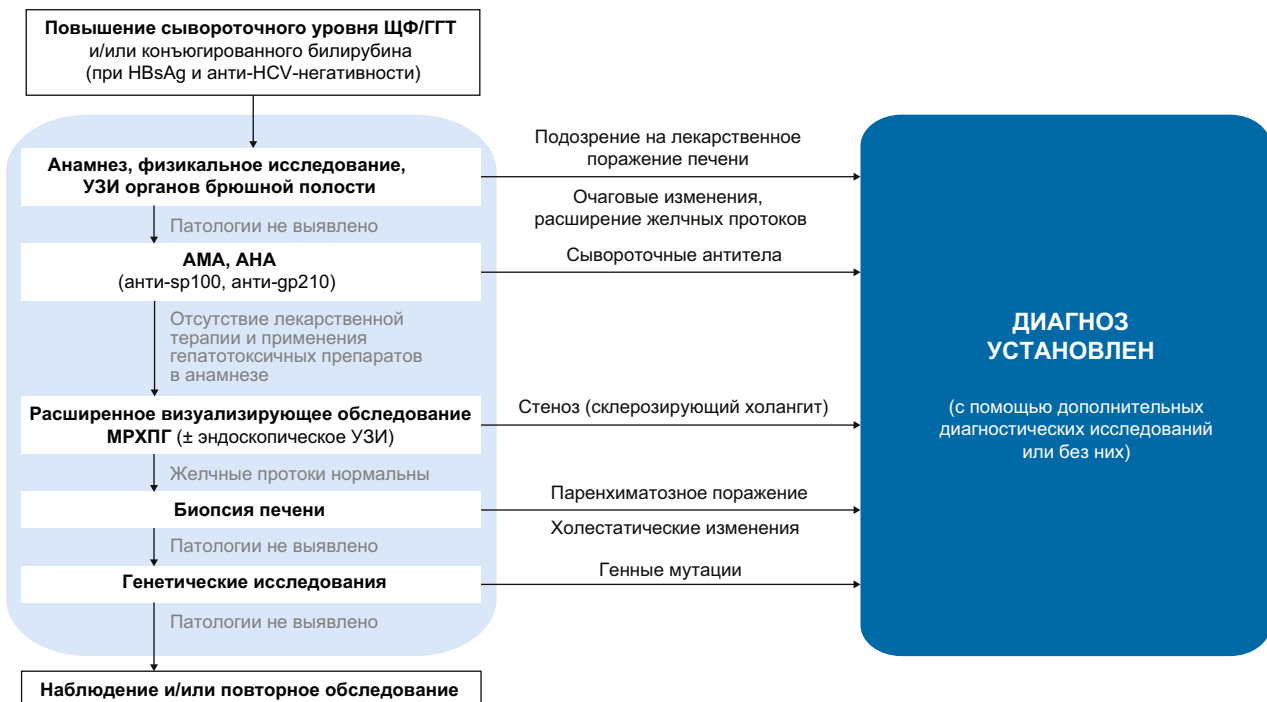 Повышение сывороточного уровня ЩФ/ГГТ
и/или конъюгированного билирубина
(при HBsAg и анти-HCV-негативности)
Анамнез, физикальное исследование,
УЗИ органов брюшной полости
Подозрение на лекарственное
поражение печени
Очаговые изменения,
расширение желчных протоков
Патологии не выявлено
АМА, АНА
(анти-sp100, анти-gp210)
Сывороточные антитела
Отсутствие лекарственной
терапии и применения
гепатотоксичных препаратов
в анамнезе
Расширенное визуализирующее обследование
МРХПГ (± эндоскопическое УЗИ)
Стеноз (склерозирующий холангит)
Желчные протоки нормальны
Биопсия печени
Паренхиматозное поражение
Холестатические изменения
Патологии не выявлено
Генетические исследования
Генные мутации
Патологии не выявлено
Наблюдение и/или повторное обследование
ДИАГНОЗ
УСТАНОВЛЕН
(с помощью дополнительных
диагностических исследований
или без них)